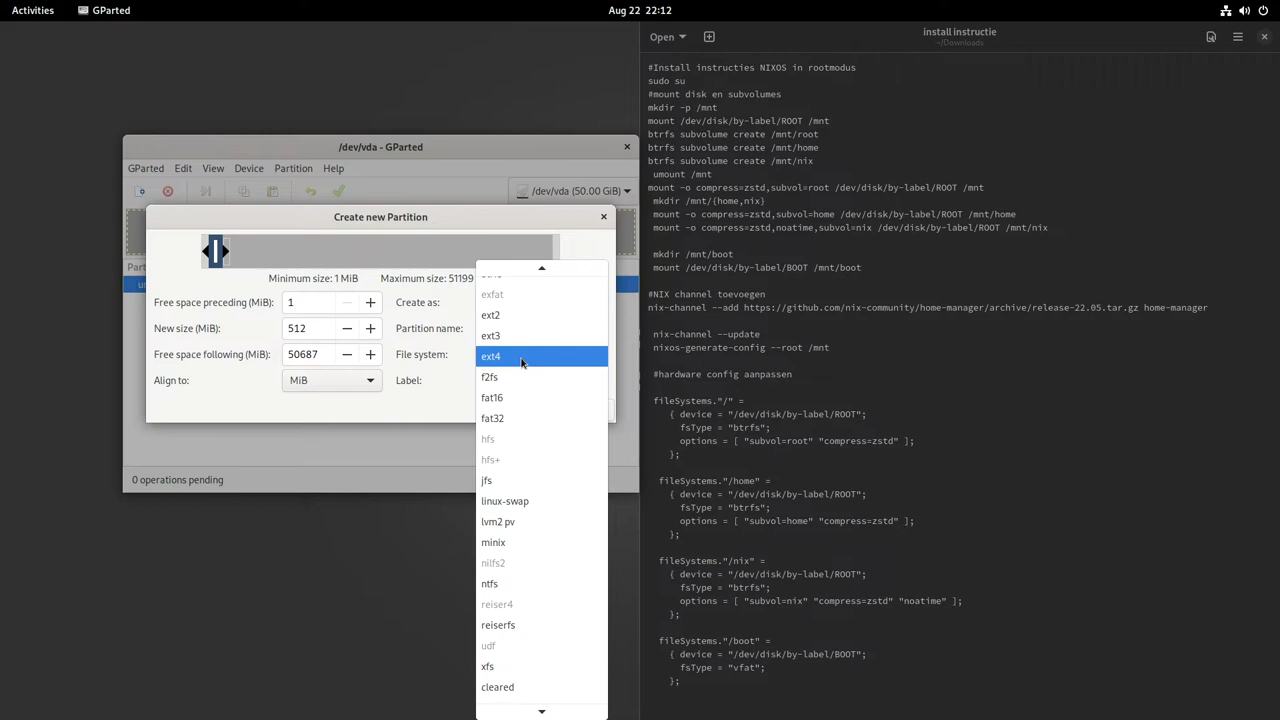 Activities
GParted
Aug 22 22:12
/dev/vda - GParted
GParted Edit View Device Partition Help
/dev/vda (50.00 GiB)
Create new Partition
Minimum size: 1 MiB
Maximum size: 51199
Free space preceding (MiB):
1
Create as:
New size (MiB):
512
Partition name:
Free space following (MiB):
50687
File system:
Align to:
MiB
Label:
0 operations pending
exfat
ext2
ext3
ext4
f2fs
fat16
fat32
hfs
hfs+
jfs
linux-swap
lvm2 pv
minix
nilfs2
ntfs
reiser4
reiserfs
udf
xfs
cleared
Open
install instructie
~/Downloads
#Install instructies NIXOS in rootmodus
sudo su
#mount disk en subvolumes
mkdir -p /mnt
mount /dev/disk/by-label/ROOT /mnt
btrfs subvolume create /mnt/root
btrfs subvolume create /mnt/home
btrfs subvolume create /mnt/nix
umount /mnt
mount -o compress=zstd,subvol=root /dev/disk/by-label/ROOT /mnt
mkdir /mnt/{home,nix}
mount -o compress=zstd,subvol=home /dev/disk/by-label/ROOT /mnt/home
mount -o compress=zstd,noatime,subvol=nix /dev/disk/by-label/ROOT /mnt/nix
mkdir /mnt/boot
mount /dev/disk/by-label/BOOT /mnt/boot
#NIX channel toevoegen
nix-channel --add https://github.com/nix-community/home-manager/archive/release-22.05.tar.gz home-manager
nix-channel --update
nixos-generate-config --root /mnt
#hardware config aanpassen
fileSystems."/" =
{ device = "/dev/disk/by-label/ROOT";
fsType = "btrfs";
options = [ "subvol=root" "compress=zstd" ];
};
fileSystems."/home" =
{ device = "/dev/disk/by-label/ROOT";
fsType = "btrfs";
options = [ "subvol=home" "compress=zstd" ];
};
fileSystems."/nix" =
{ device = "/dev/disk/by-label/ROOT";
fsType = "btrfs";
options = [ "subvol=nix" "compress=zstd" "noatime" ];
};
fileSystems."/boot" =
{ device = "/dev/disk/by-label/BOOT";
fsType = "vfat";
};